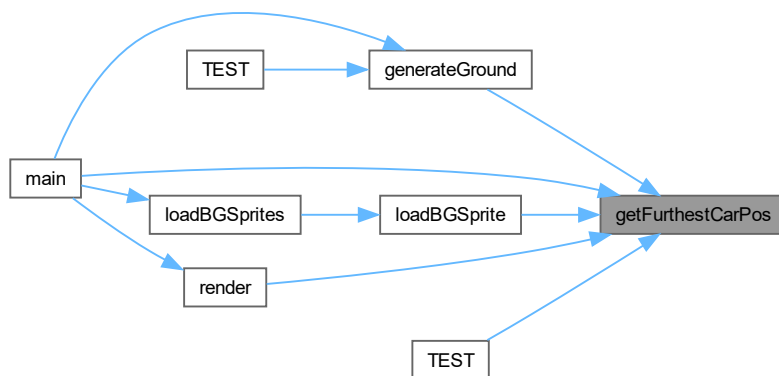 TEST
generateGround
main
loadBGSprites
loadBGSprite
getFurthestCarPos
render
TEST